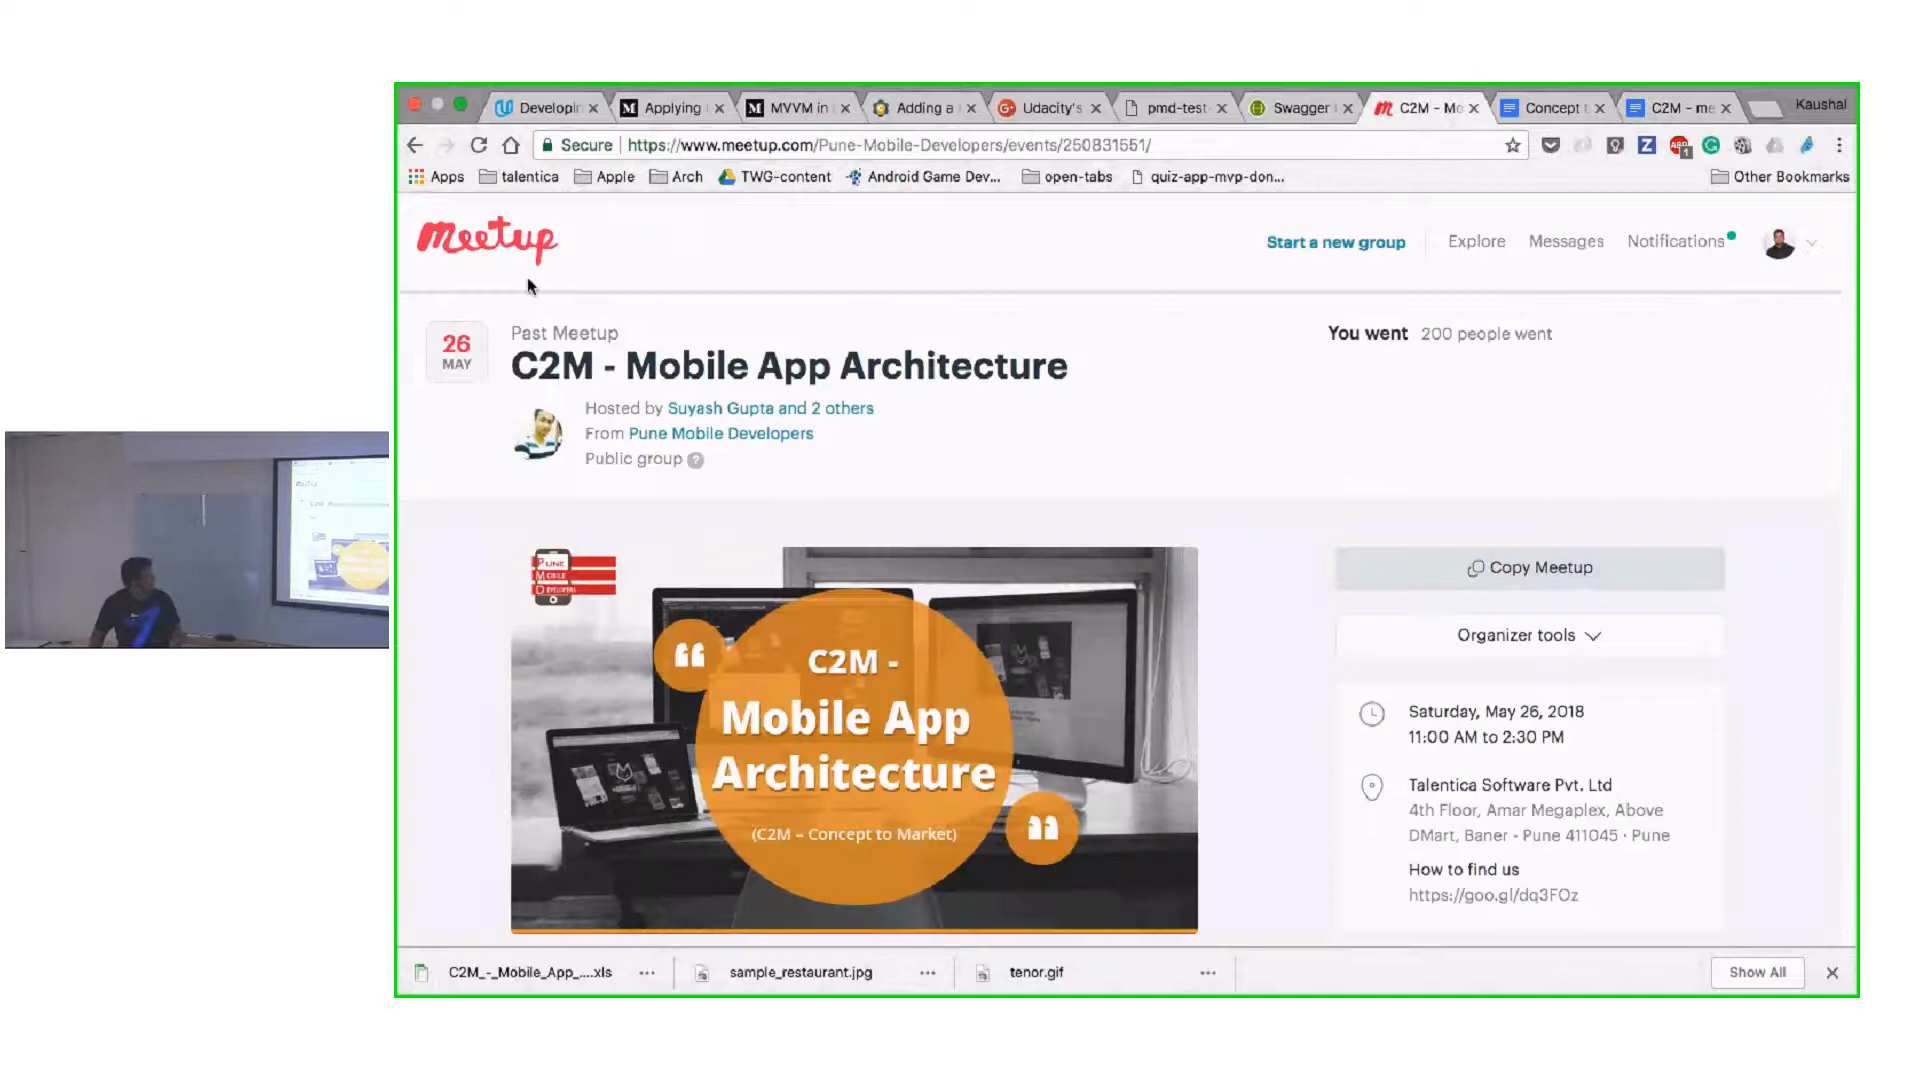 Developin
Applying
MVVM in
Adding a
Udacity's
pmd-test-
Swagger
C2M - Mo
Concept t
C2M - me
Kaushal
Secure
https://www.meetup.com/Pune-Mobile-Developers/events/250831551/
Apps
talentica
Apple
Arch
TWG-content
Android Game Dev...
open-tabs
quiz-app-mvp-don...
Other Bookmarks
meetup
Start a new group
Explore
Messages
Notifications
26
MAY
Past Meetup
C2M - Mobile App Architecture
You went 200 people went
Hosted by Suyash Gupta and 2 others
From Pune Mobile Developers
Public group ?
PUNE
MOBILE
DEVELOPERS
C2M -
Mobile App
Architecture
(C2M – Concept to Market)
Copy Meetup
Organizer tools
Saturday, May 26, 2018
11:00 AM to 2:30 PM
Talentica Software Pvt. Ltd
4th Floor, Amar Megaplex, Above
DMart, Baner - Pune 411045 · Pune
How to find us
https://goo.gl/dq3FOz
C2M_-_Mobile_App_....xls
sample_restaurant.jpg
tenor.gif
Show All